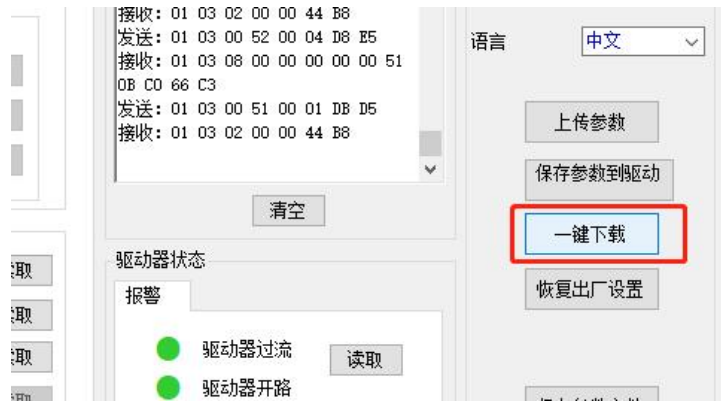 接收: 01 03 02 00 00 44 B8
发送: 01 03 00 52 00 04 D8 E5
接收: 01 03 08 00 00 00 00 00 51
0B C0 66 C3
发送: 01 03 00 51 00 01 DB D5
接收: 01 03 02 00 00 44 B8
清空
语言
中文
上传参数
保存参数到驱动
一键下载
恢复出厂设置
读取
读取
读取
驱动器状态
报警
驱动器过流
读取
驱动器开路